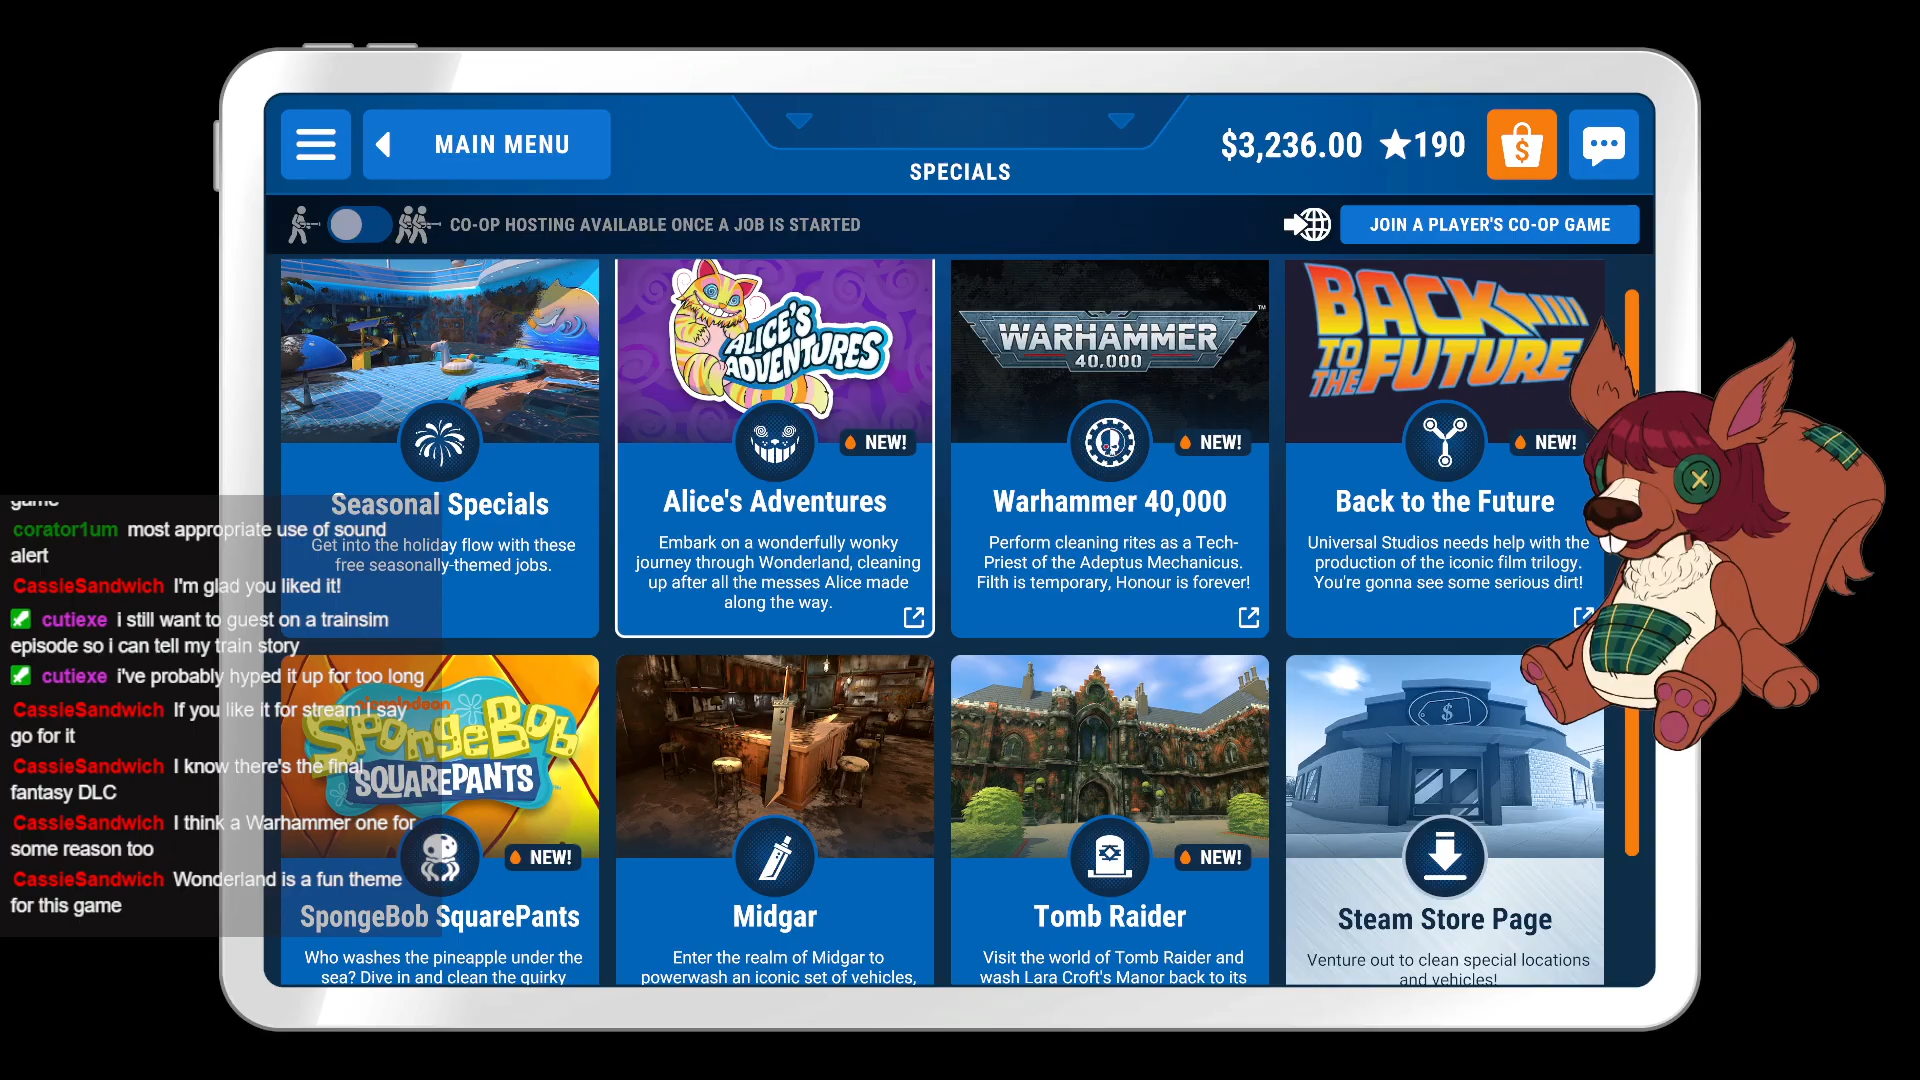 MAIN MENU
SPECIALS
$3,236.00 ★190
CO-OP HOSTING AVAILABLE ONCE A JOB IS STARTED
JOIN A PLAYER'S CO-OP GAME
Seasonal Specials
Get into the holiday flow with these
free seasonally-themed jobs.
ALICE'S
ADVENTURES
NEW!
Alice's Adventures
Embark on a wonderfully wonky
journey through Wonderland, cleaning
up after all the messes Alice made
along the way.
WARHAMMER
40,000
TM
NEW!
Warhammer 40,000
Perform cleaning rites as a Tech-
Priest of the Adeptus Mechanicus.
Filth is temporary, Honour is forever!
BACK
TO THE FUTURE
NEW!
Back to the Future
Universal Studios needs help with the
production of the iconic film trilogy.
You're gonna see some serious dirt!
nickelodeon
SPONGEBOB
SQUAREPANTS
NEW!
SpongeBob SquarePants
Who washes the pineapple under the
sea? Dive in and clean the quirky
Midgar
Enter the realm of Midgar to
powerwash an iconic set of vehicles,
NEW!
Tomb Raider
Visit the world of Tomb Raider and
wash Lara Croft's Manor back to its
Steam Store Page
Venture out to clean special locations
and vehicles!
game
corator1um most appropriate use of sound
alert
CassieSandwich I'm glad you liked it!
cutiexe i still want to guest on a trainsim
episode so i can tell my train story
cutiexe i've probably hyped it up for too long
CassieSandwich If you like it for stream I say
go for it
CassieSandwich I know there's the final
fantasy DLC
CassieSandwich I think a Warhammer one for
some reason too
CassieSandwich Wonderland is a fun theme
for this game